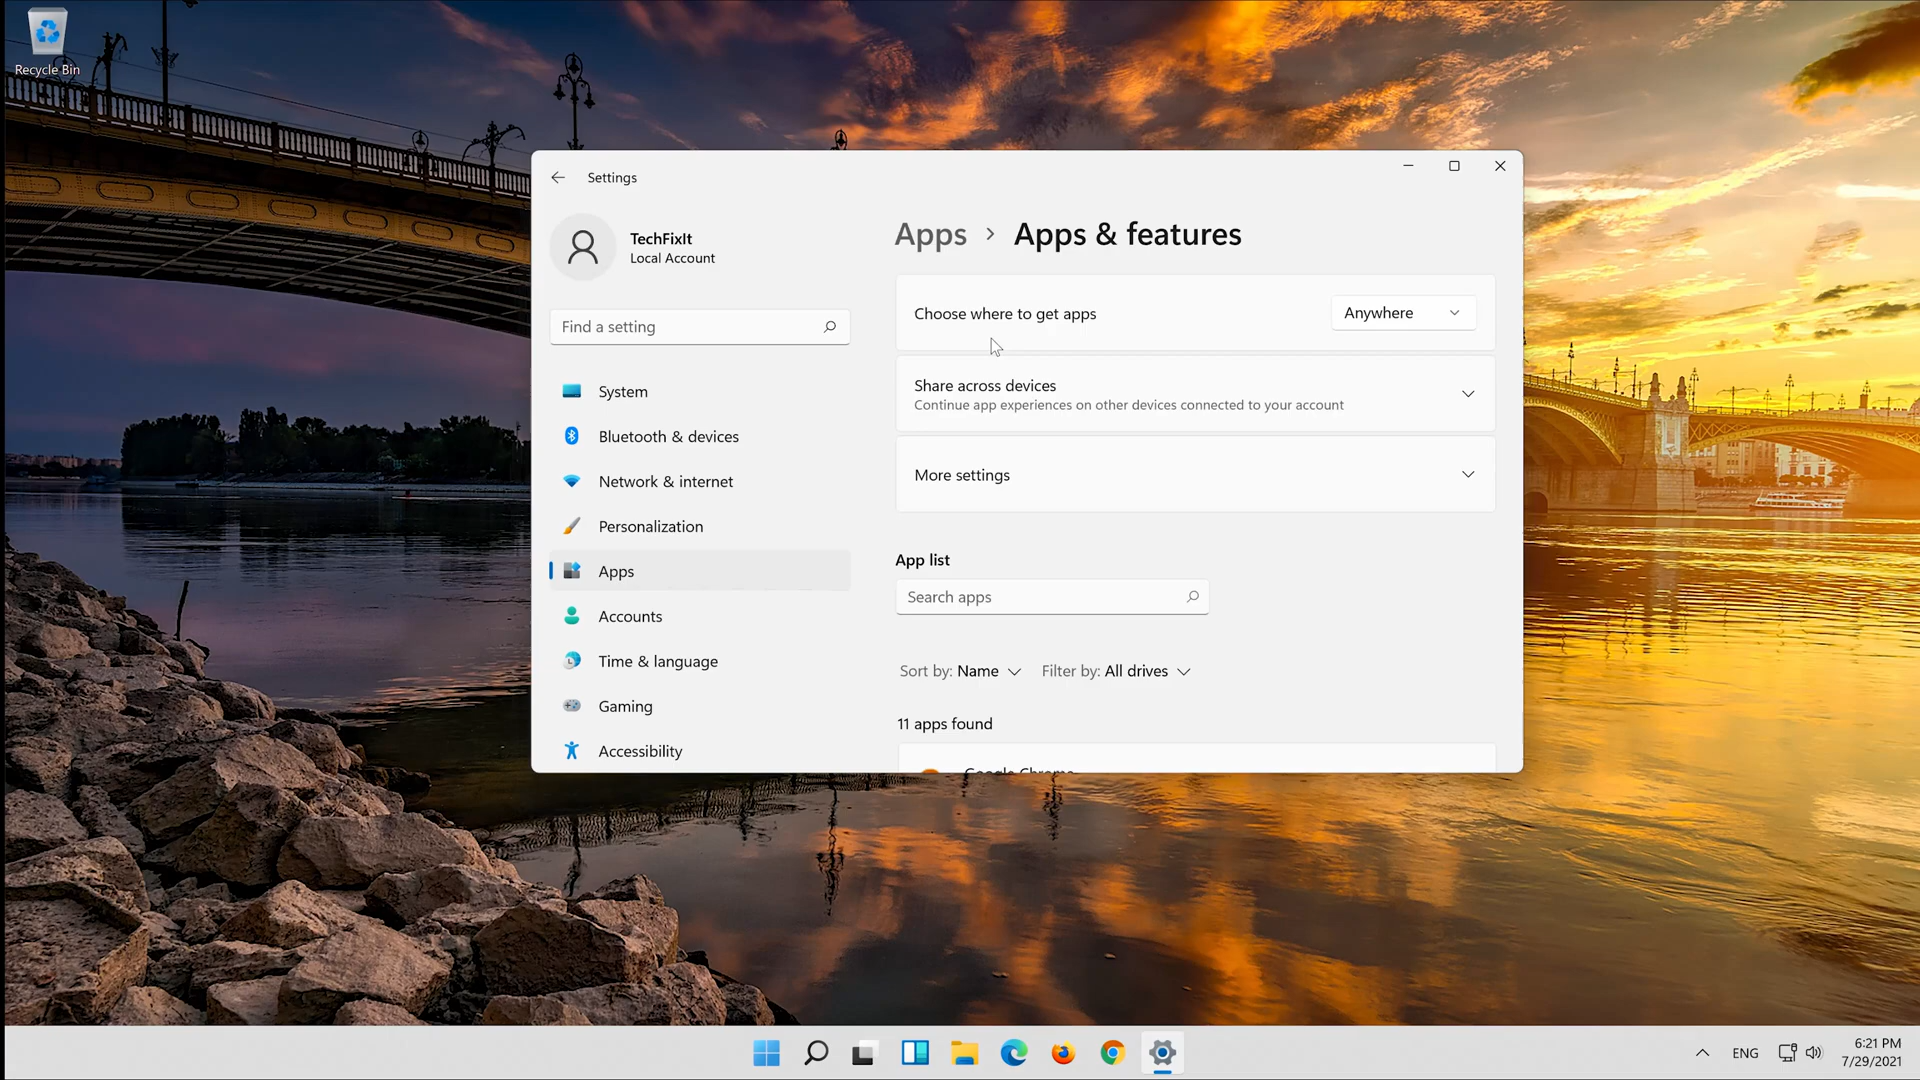 Recycle Bin
Settings
TechFixIt
Local Account
Find a setting
System
Bluetooth & devices
Network & internet
Personalization
Apps
Accounts
Time & language
Gaming
Accessibility
Apps > Apps & features
Choose where to get apps
Anywhere
Share across devices
Continue app experiences on other devices connected to your account
More settings
App list
Search apps
Sort by: Name
Filter by: All drives
11 apps found
Google Chrome
ENG
6:21 PM
7/29/2021